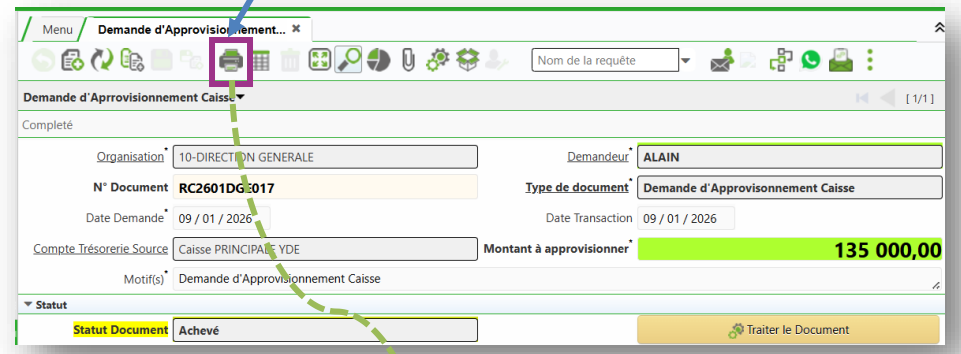 Menu Demande d'Approvisionnement... ×
Nom de la requête
Demande d'Aprrovisionnement Caisse
[ 1/1 ]
Completé
Organisation* 10-DIRECTION GENERALE Demandeur* ALAIN
N° Document RC2601DGE017 Type de document* Demande d'Approvisonnement Caisse
Date Demande* 09 / 01 / 2026 Date Transaction 09 / 01 / 2026
Compte Trésorerie Source Caisse PRINCIPALE YDE Montant à approvisionner* 135 000,00
Motif(s) Demande d'Approvisionnement Caisse
Statut
Statut Document Achevé Traiter le Document